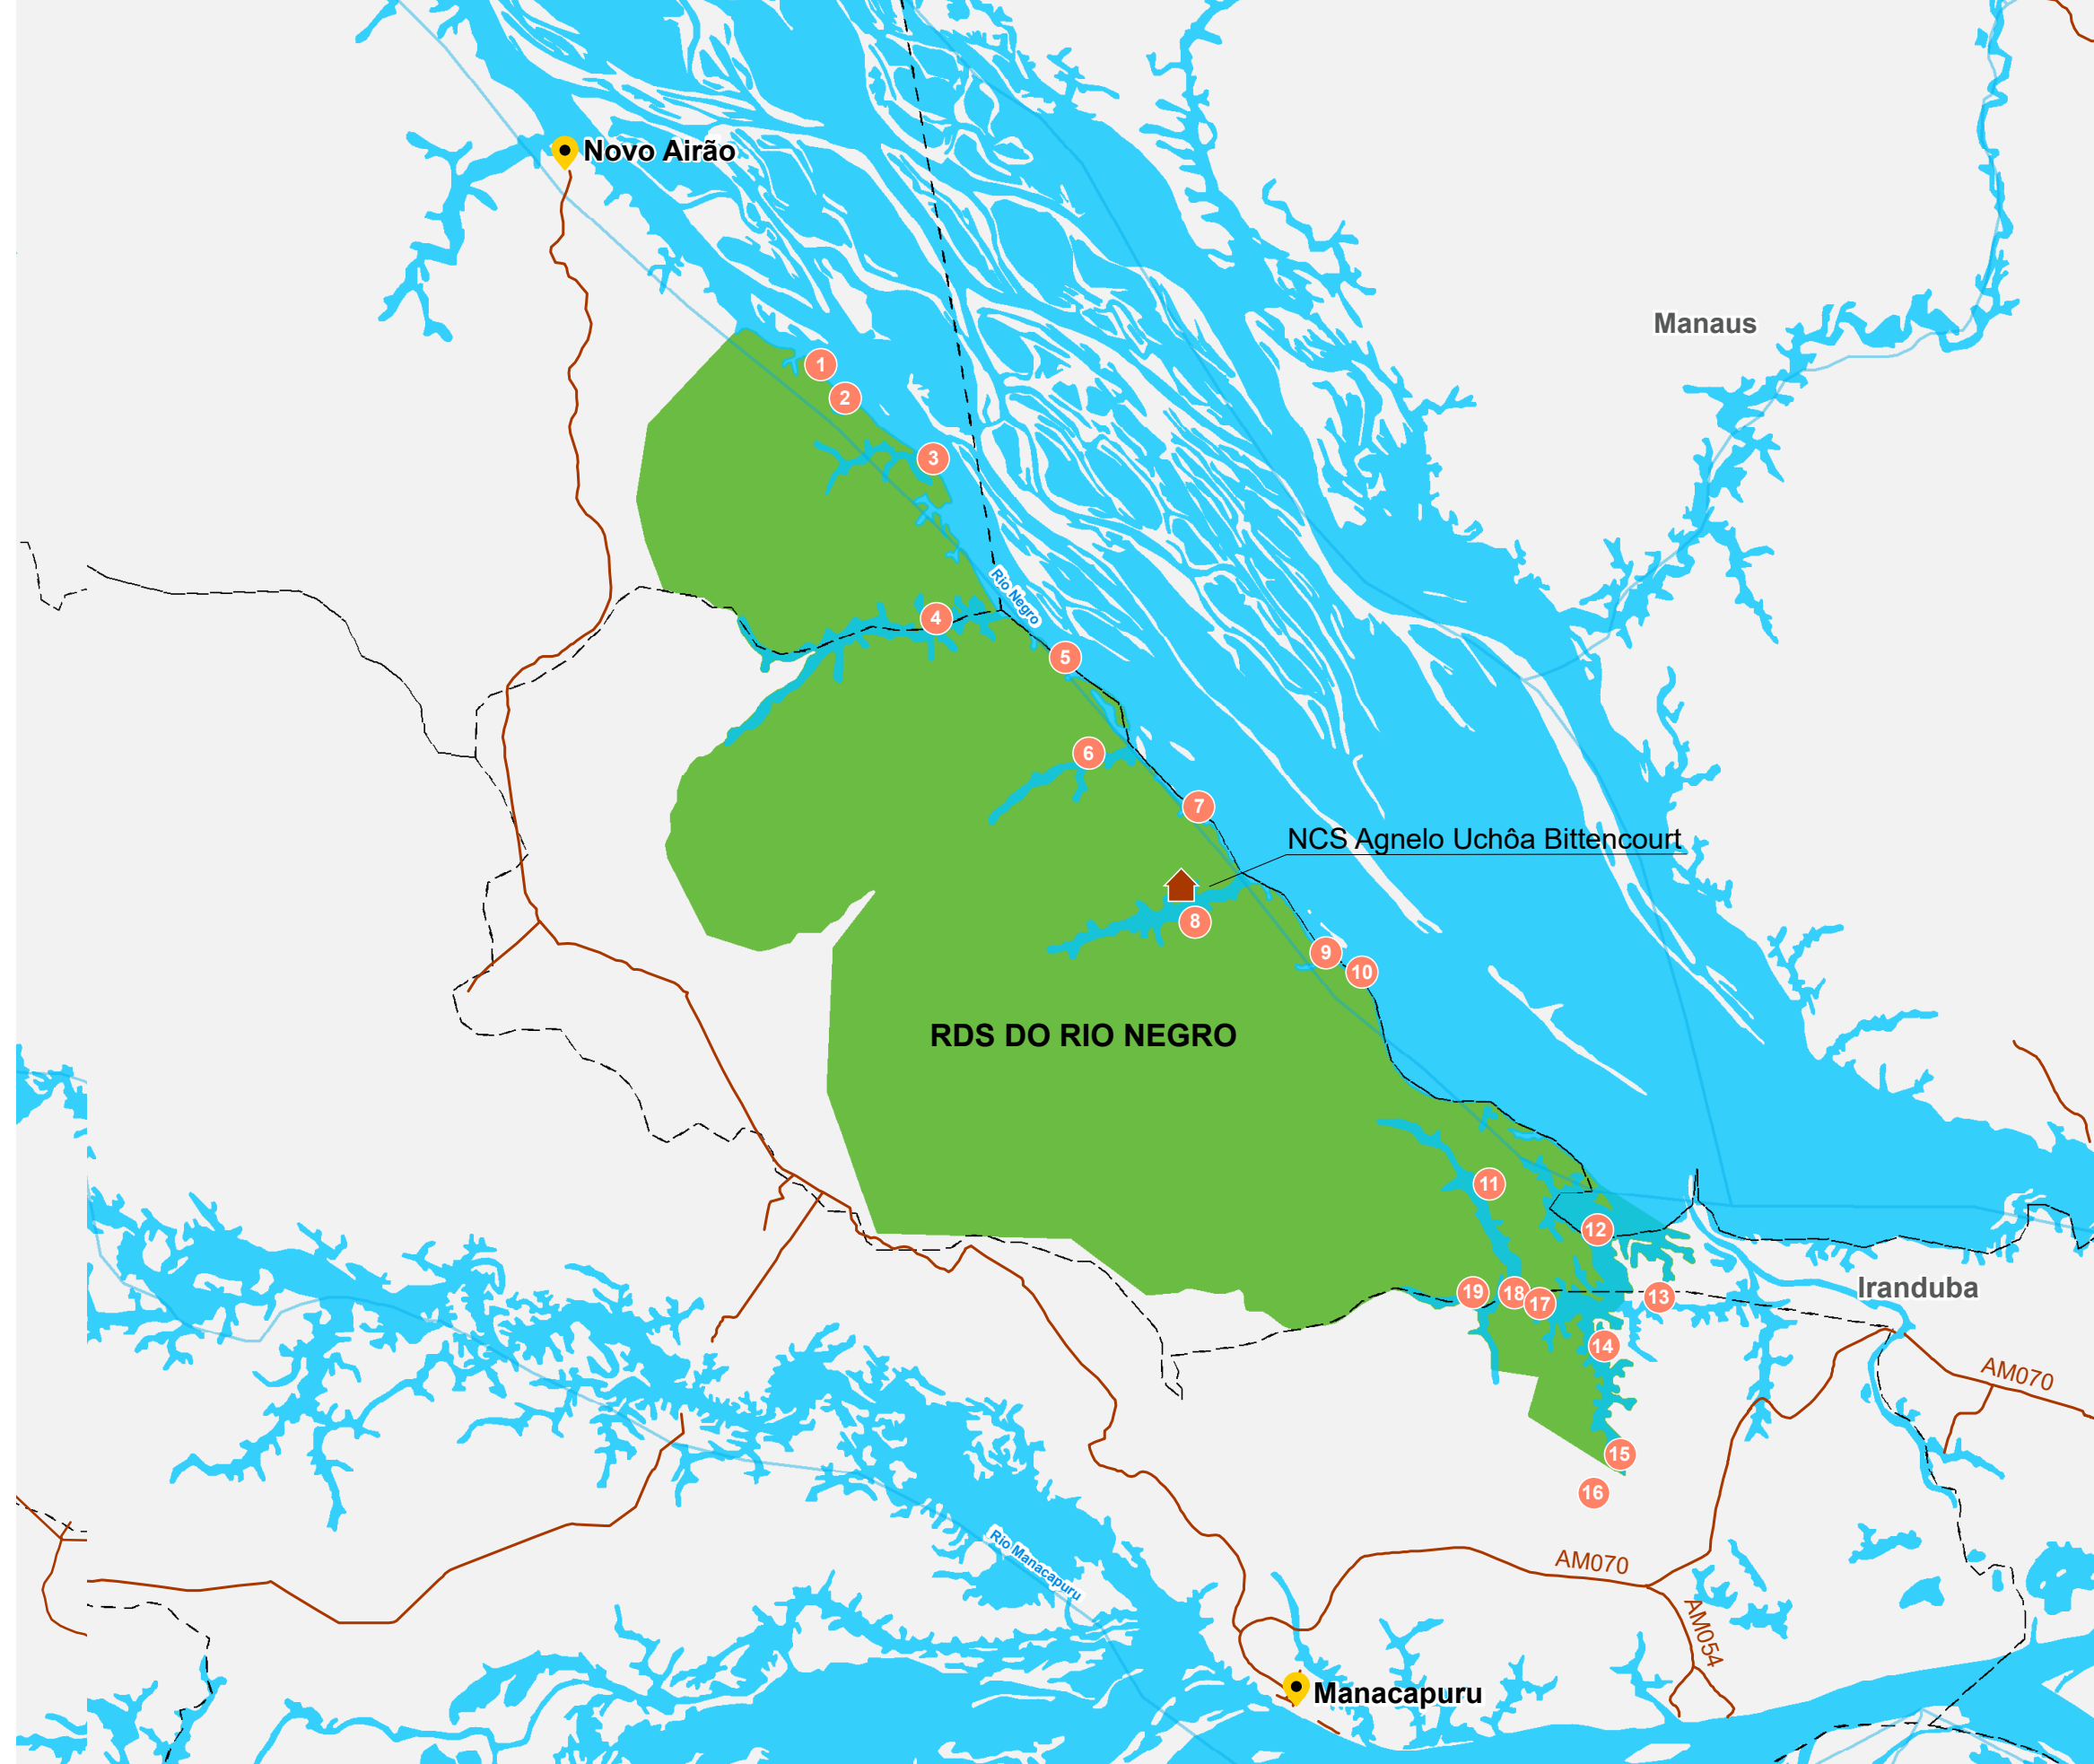 Novo Airão
Manaus
1
2
3
Rio Negro
4
5
6
7
NCS Agnelo Uchôa Bittencourt
8
9
10
RDS DO RIO NEGRO
11
12
Iranduba
19
18
17
13
14
AM070
15
16
Rio Manacapuru
AM070
AM054
Manacapuru